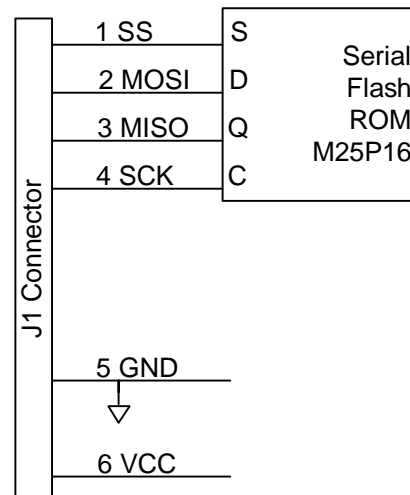 J1 Connector
1 SS
S
2 MOSI
D
3 MISO
Q
4 SCK
C
Serial
Flash
ROM
M25P16
5 GND
6 VCC